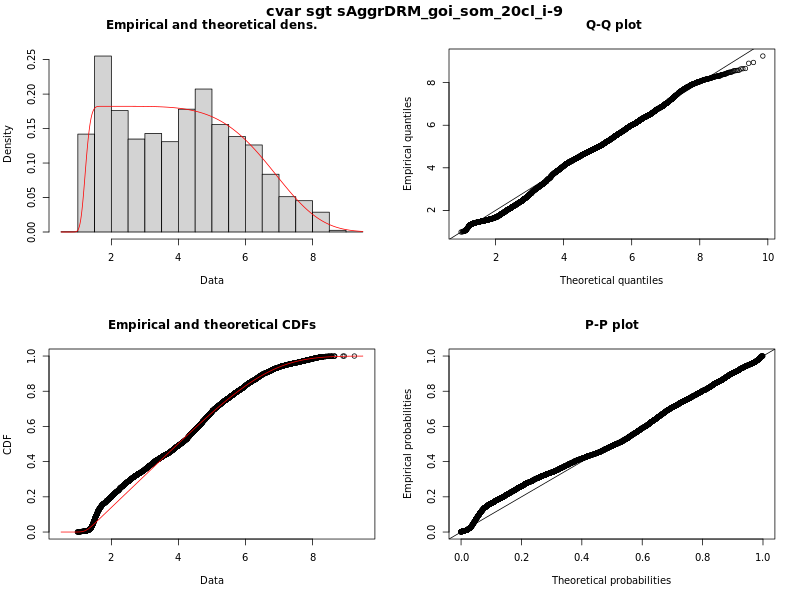 cvar sgt sAggrDRM_goi_som_20cl_i-9
Empirical and theoretical dens.
Density
0.00 0.05 0.10 0.15 0.20 0.25
2 4 6 8
Data
Q-Q plot
Empirical quantiles
2 4 6 8
2 4 6 8 10
Theoretical quantiles
Empirical and theoretical CDFs
CDF
0.0 0.2 0.4 0.6 0.8 1.0
2 4 6 8
Data
P-P plot
Empirical probabilities
0.0 0.2 0.4 0.6 0.8 1.0
0.0 0.2 0.4 0.6 0.8 1.0
Theoretical probabilities